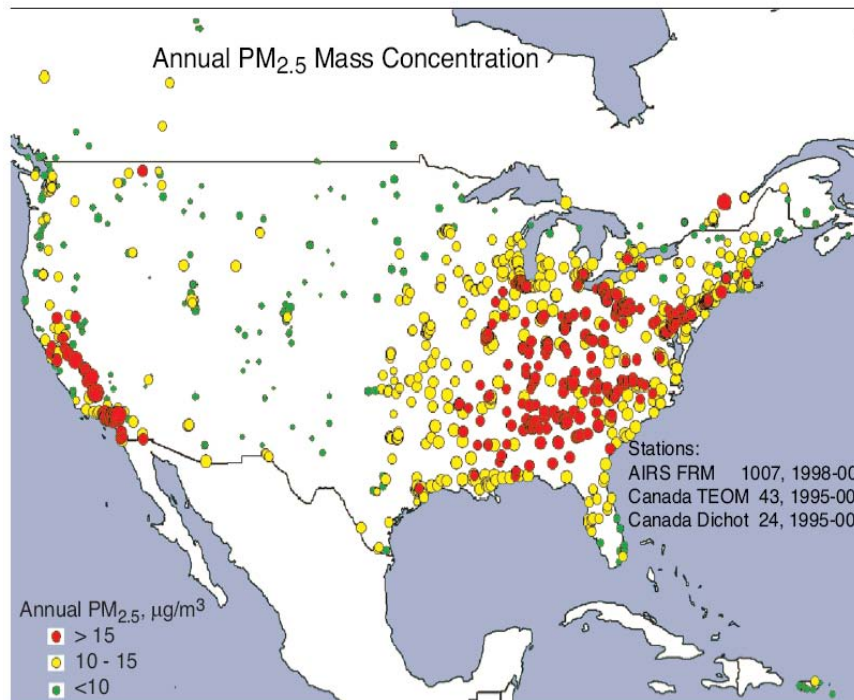 Annual PM2.5 Mass Concentration
Stations:
AIRS FRM 1007, 1998-00
Canada TEOM 43, 1995-00
Canada Dichot 24, 1995-00
Annual PM2.5, μg/m³
> 15
10 - 15
<10